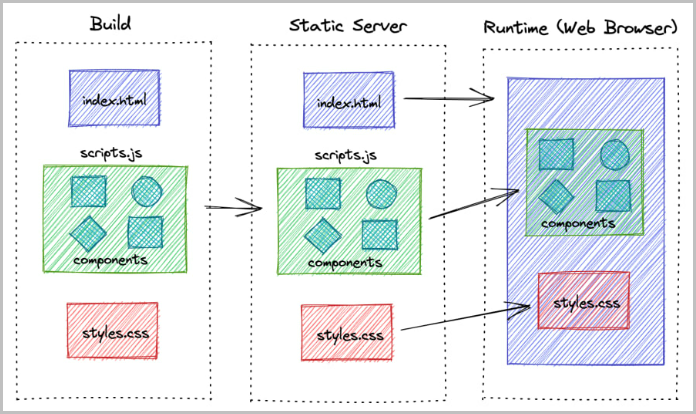 Build
Static Server
Runtime (Web Browser)
index.html
scripts.js
components
styles.css
index.html
scripts.js
components
styles.css
components
styles.css